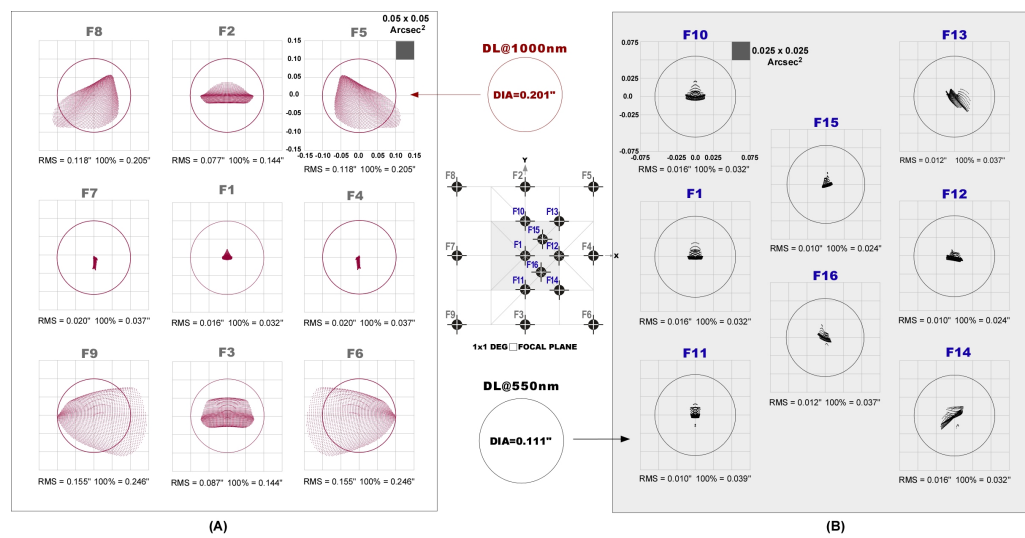 F8
F2
F5
0.05 x 0.05
Arcsec²
0.15
0.10
0.05
0.0
-0.05
-0.10
-0.15
-0.15
-0.10
-0.05
0.0
0.05
0.10
0.15
RMS = 0.118" 100% = 0.205"
RMS = 0.077" 100% = 0.144"
RMS = 0.118" 100% = 0.205"
F7
F1
F4
RMS = 0.020" 100% = 0.037"
RMS = 0.016" 100% = 0.032"
RMS = 0.020" 100% = 0.037"
F9
F3
F6
RMS = 0.155" 100% = 0.246"
RMS = 0.087" 100% = 0.144"
RMS = 0.155" 100% = 0.246"
(A)
DL@1000nm
DIA=0.201"
Y
F8
F2
F5
F10
F13
F15
F7
F1
F12
F4
X
F16
F11
F14
F9
F3
F6
1x1 DEG□FOCAL PLANE
DL@550nm
DIA=0.111"
F10
0.025 x 0.025
Arcsec²
0.075
0.025
0.0
-0.025
-0.075
-0.075
-0.025
0.0
0.025
0.075
RMS = 0.016" 100% = 0.032"
F13
RMS = 0.012" 100% = 0.037"
F15
RMS = 0.010" 100% = 0.024"
F1
RMS = 0.016" 100% = 0.032"
F12
RMS = 0.010" 100% = 0.024"
F16
RMS = 0.012" 100% = 0.037"
F11
RMS = 0.010" 100% = 0.039"
F14
RMS = 0.016" 100% = 0.032"
(B)